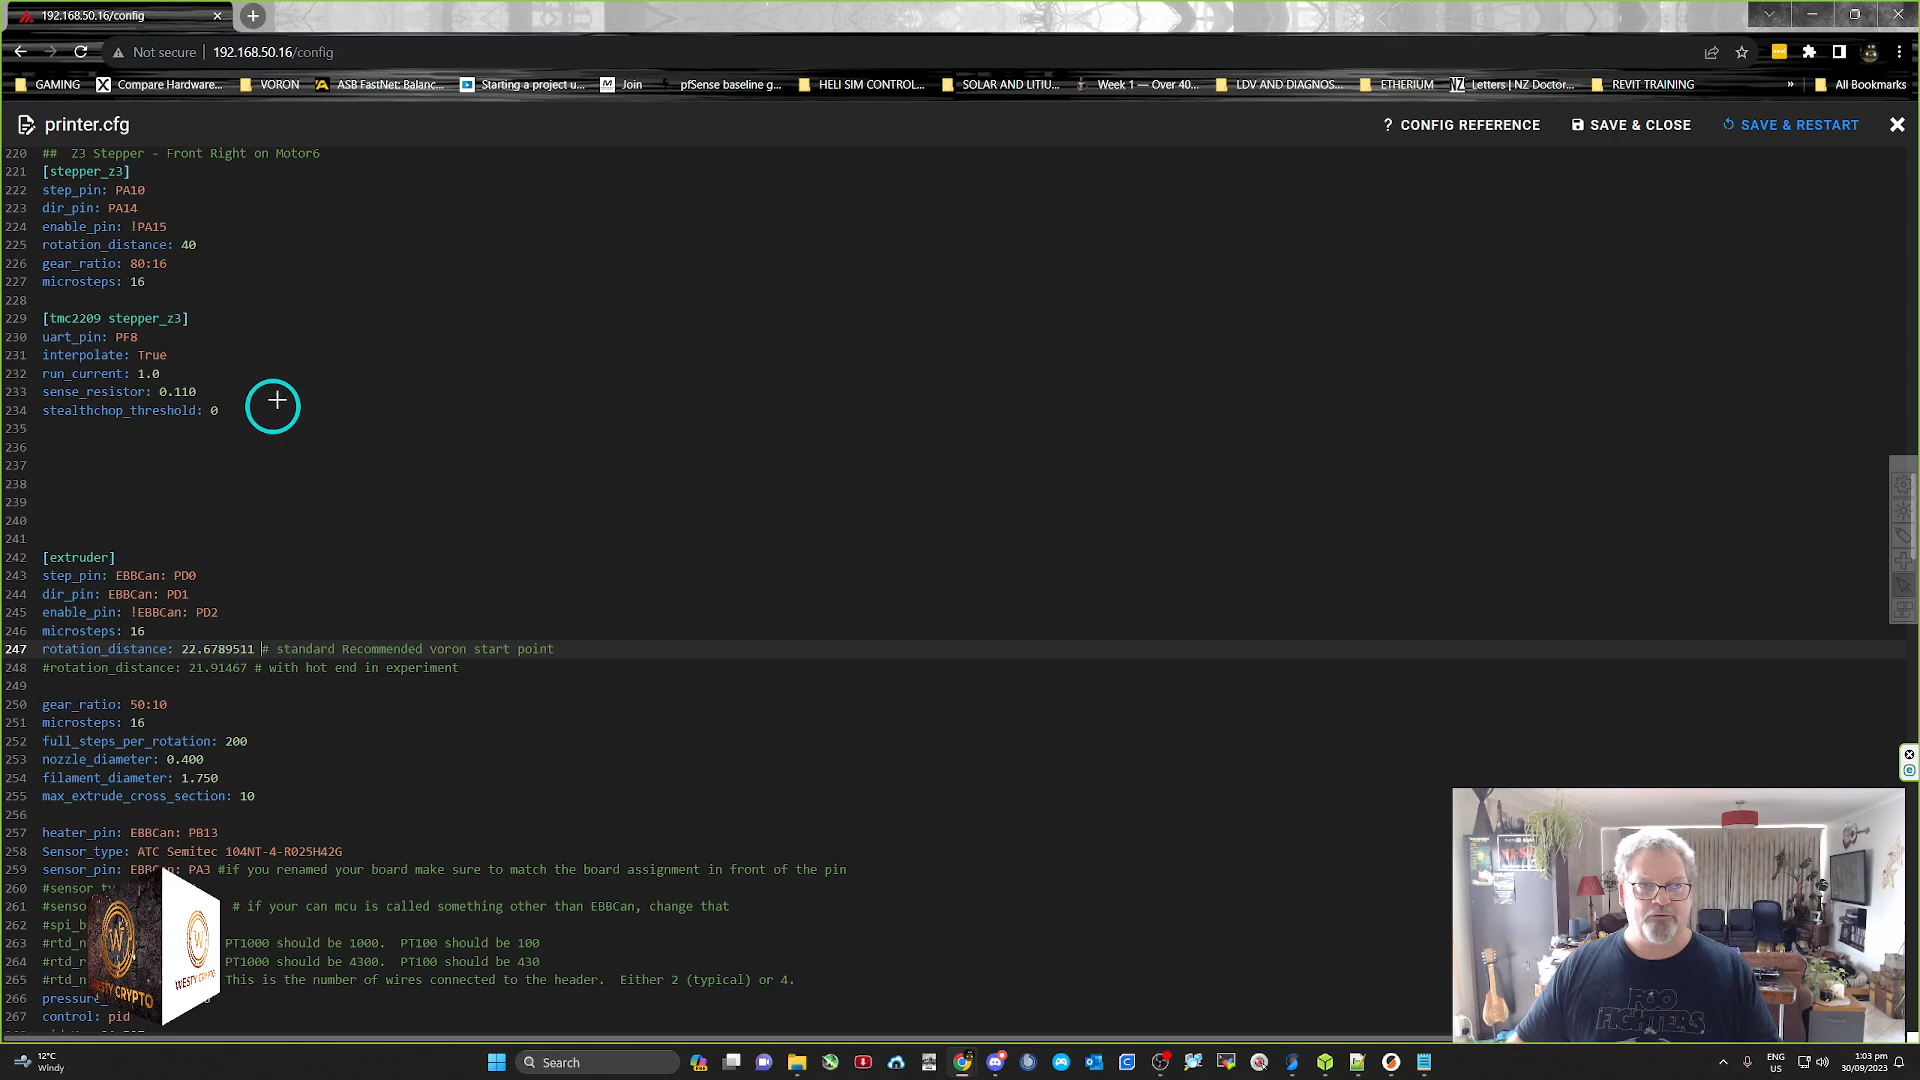 192.168.50.16/config
Not secure
192.168.50.16/config
GAMING
Compare Hardware...
VORON
ASB FastNet: Balanc...
Starting a project u...
Join
pfSense baseline g...
HELI SIM CONTROL...
SOLAR AND LITIU...
Week 1 — Over 40...
LDV AND DIAGNOS...
ETHERIUM
Letters | NZ Doctor...
REVIT TRAINING
»
All Bookmarks
printer.cfg
? CONFIG REFERENCE
SAVE & CLOSE
SAVE & RESTART
220 ## Z3 Stepper - Front Right on Motor6
221 [stepper_z3]
222 step_pin: PA10
223 dir_pin: PA14
224 enable_pin: !PA15
225 rotation_distance: 40
226 gear_ratio: 80:16
227 microsteps: 16
228
229 [tmc2209 stepper_z3]
230 uart_pin: PF8
231 interpolate: True
232 run_current: 1.0
233 sense_resistor: 0.110
234 stealthchop_threshold: 0
235
236
237
238
239
240
241
242 [extruder]
243 step_pin: EBBCan: PD0
244 dir_pin: EBBCan: PD1
245 enable_pin: !EBBCan: PD2
246 microsteps: 16
247 rotation_distance: 22.6789511 # standard Recommended voron start point
248 #rotation_distance: 21.91467 # with hot end in experiment
249
250 gear_ratio: 50:10
251 microsteps: 16
252 full_steps_per_rotation: 200
253 nozzle_diameter: 0.400
254 filament_diameter: 1.750
255 max_extrude_cross_section: 10
256
257 heater_pin: EBBCan: PB13
258 Sensor_type: ATC Semitec 104NT-4-R025H42G
259 sensor_pin: EBBCan: PA3 #if you renamed your board make sure to match the board assignment in front of the pin
260 #sensor_ty
261 #senso # if your can mcu is called something other than EBBCan, change that
262 #spi_b
263 #rtd_n PT1000 should be 1000. PT100 should be 100
264 #rtd_r PT1000 should be 4300. PT100 should be 430
265 #rtd_n This is the number of wires connected to the header. Either 2 (typical) or 4.
266 pressure_
267 control: pid
WESTY CRYPTO
FOO
FIGHTERS
12°C
Windy
Search
ENG
US
1:03 pm
30/09/2023